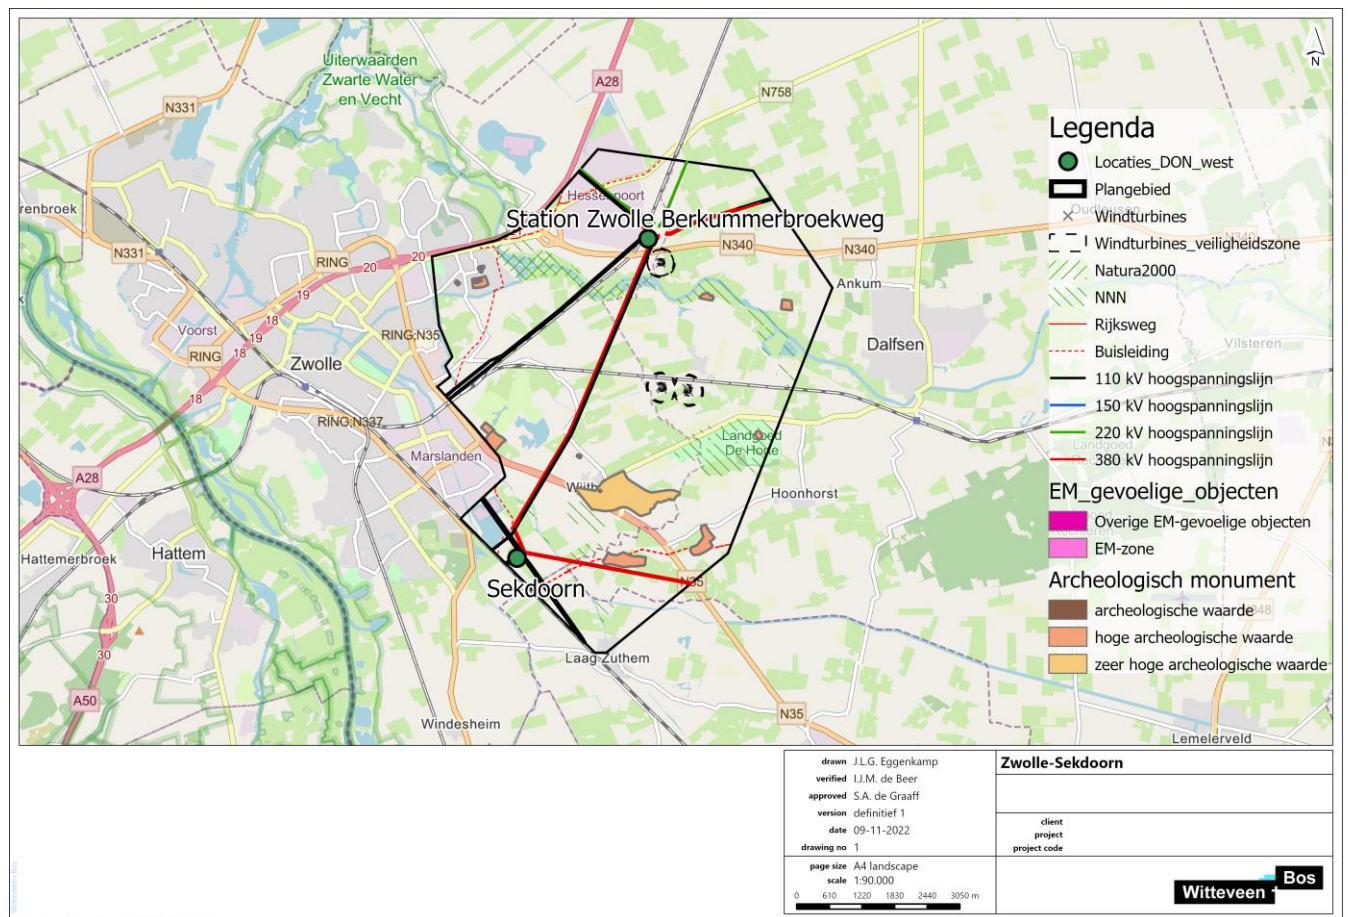 Uiterwaarden
Zwarte Water
en Vecht
A28
N331
N758
N
Legenda
Locaties_DON_west
Plangebied
Windturbines
Windturbines_veiligheidszone
Natura2000
NNN
Rijksweg
Buisleiding
110 kV hoogspanningslijn
150 kV hoogspanningslijn
220 kV hoogspanningslijn
380 kV hoogspanningslijn
EM_gevoelige_objecten
Overige EM-gevoelige objecten
EM-zone
Archeologisch monument
archeologische waarde
hoge archeologische waarde
zeer hoge archeologische waarde
Hessenpoort
Station Zwolle Berkummerbroekweg
Oudleusen
renbroek
N331
RING
20
20
N340
N340
N340
Ankum
19
18
19
18
18
Voorst
RING
RING;N35
Zwolle
Dalfsen
Vilsteren
RING;N337
Marslanden
Landgoed
De Horte
Landgoed
A28
Hoonhorst
Hattemerbroek
Hattem
Sekdoorn
N35
N348
30
30
Laag Zuthem
A50
Windesheim
N35
Lemelerveld
drawn J.L.G. Eggenkamp
verified I.J.M. de Beer
approved S.A. de Graaff
version definitief 1
date 09-11-2022
drawing no 1
page size A4 landscape
scale 1:90.000
0 610 1220 1830 2440 3050 m
Zwolle-Sekdoorn
client
project
project code
Witteveen + Bos
Witteveen+Bos